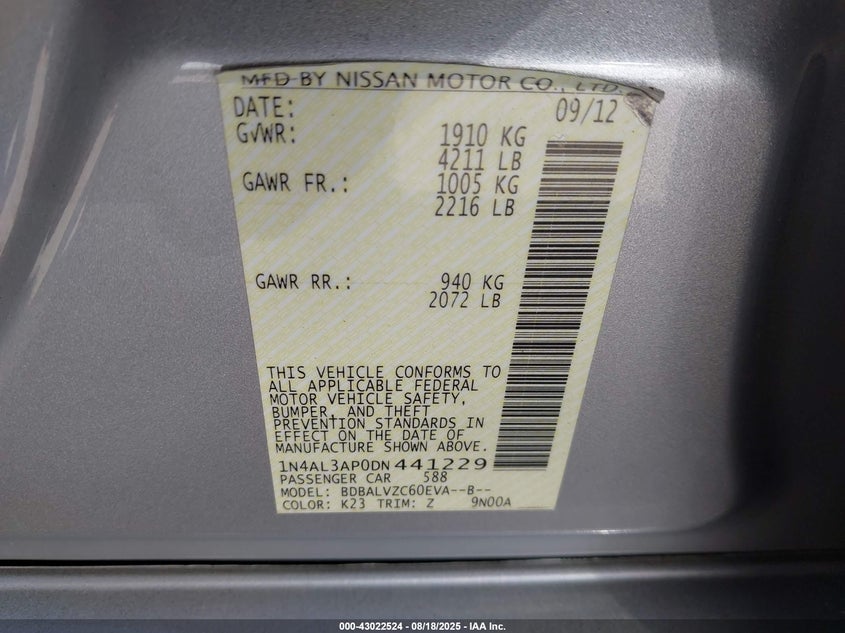 MFD BY NISSAN MOTOR CO., LTD.
DATE: 09/12
GVWR: 1910 KG
4211 LB
GAWR FR.: 1005 KG
2216 LB
GAWR RR.: 940 KG
2072 LB
THIS VEHICLE CONFORMS TO
ALL APPLICABLE FEDERAL
MOTOR VEHICLE SAFETY,
BUMPER, AND THEFT
PREVENTION STANDARDS IN
EFFECT ON THE DATE OF
MANUFACTURE SHOWN ABOVE.
1N4AL3AP0DN441229
PASSENGER CAR 588
MODEL: BDBALVZC60EVA--B--
COLOR: K23 TRIM: Z 9N00A
000-43022524 - 08/18/2025 - IAA Inc.